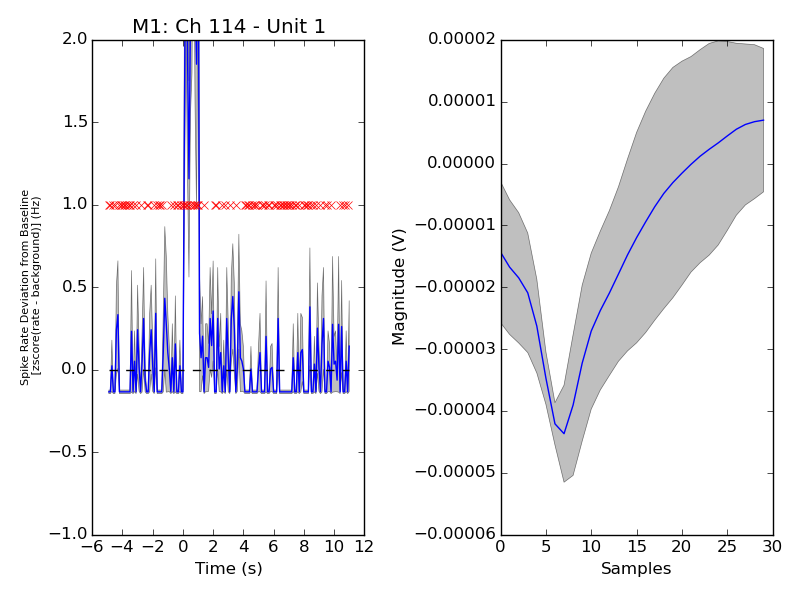 M1: Ch 114 - Unit 1
2.0
1.5
1.0
0.5
0.0
−0.5
−1.0
Spike Rate Deviation from Baseline
[zscore(rate - background)] (Hz)
−6 −4 −2 0 2 4 6 8 10 12
Time (s)
0.00002
0.00001
0.00000
−0.00001
−0.00002
−0.00003
−0.00004
−0.00005
−0.00006
Magnitude (V)
0 5 10 15 20 25 30
Samples